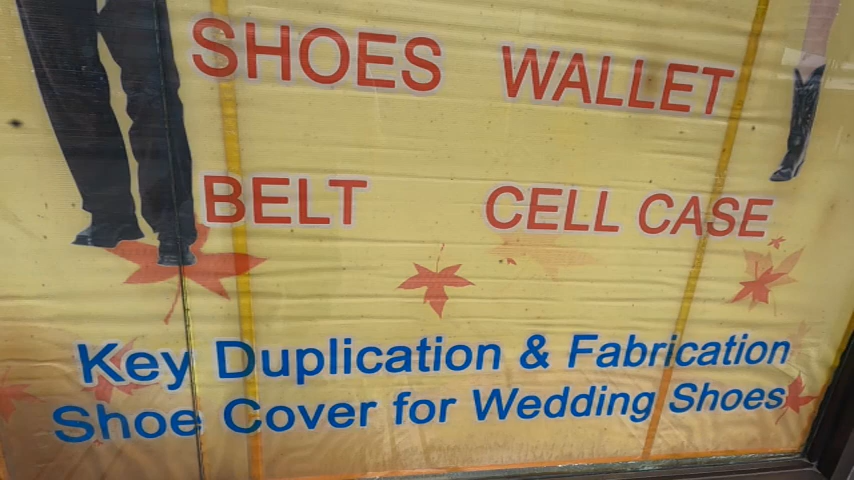 SHOES WALLET
BELT CELL CASE
Key Duplication & Fabrication
Shoe Cover for Wedding Shoes